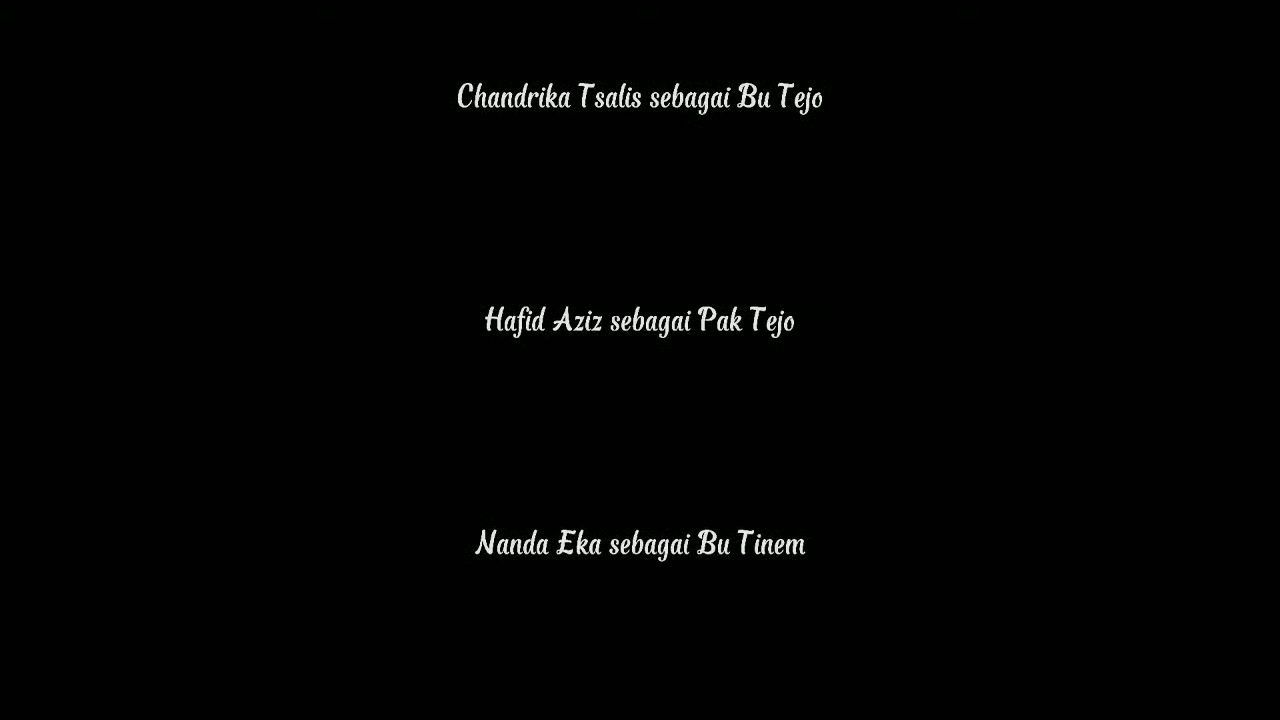 Chandrika Tsalis sebagai Bu Tejo
Hafid Aziz sebagai Pak Tejo
Nanda Eka sebagai Bu Tinem